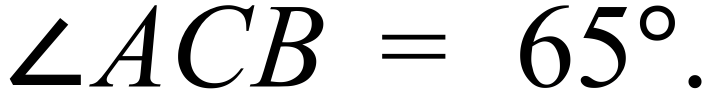 ∠ACB = 65°.